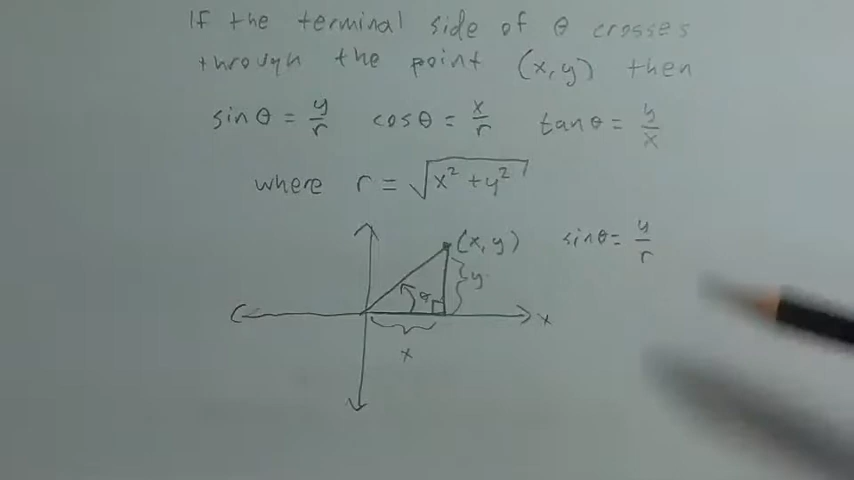 If the terminal side of θ crosses
through the point (x,y) then
sin θ = y/r cos θ = x/r tan θ = y/x
where r = √(x² + y²)
(x, y) sin θ = y/r
y
θ
x
x